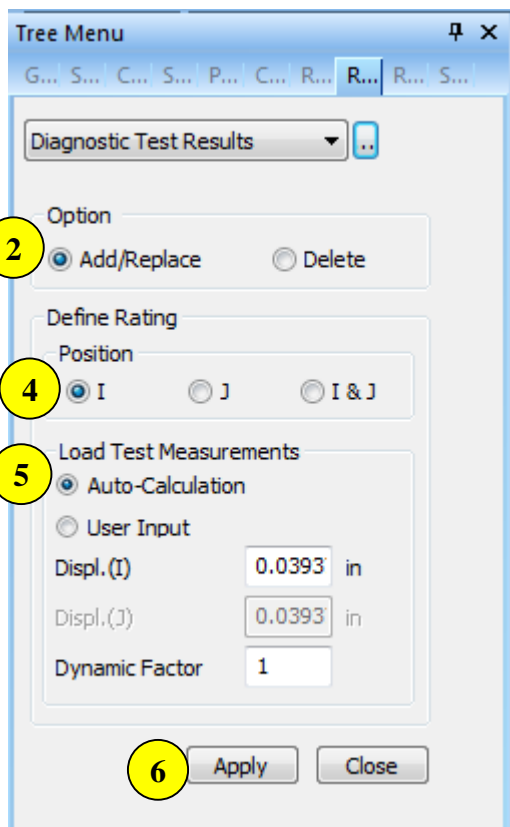 Tree Menu
G... S... C... S... P... C... R... R... R... S...
Diagnostic Test Results ..
Option
2 Add/Replace Delete
Define Rating
Position
4 I J I & J
Load Test Measurements
5 Auto-Calculation
User Input
Displ.(I) 0.0393 in
Displ.(J) 0.0393 in
Dynamic Factor 1
6 Apply Close